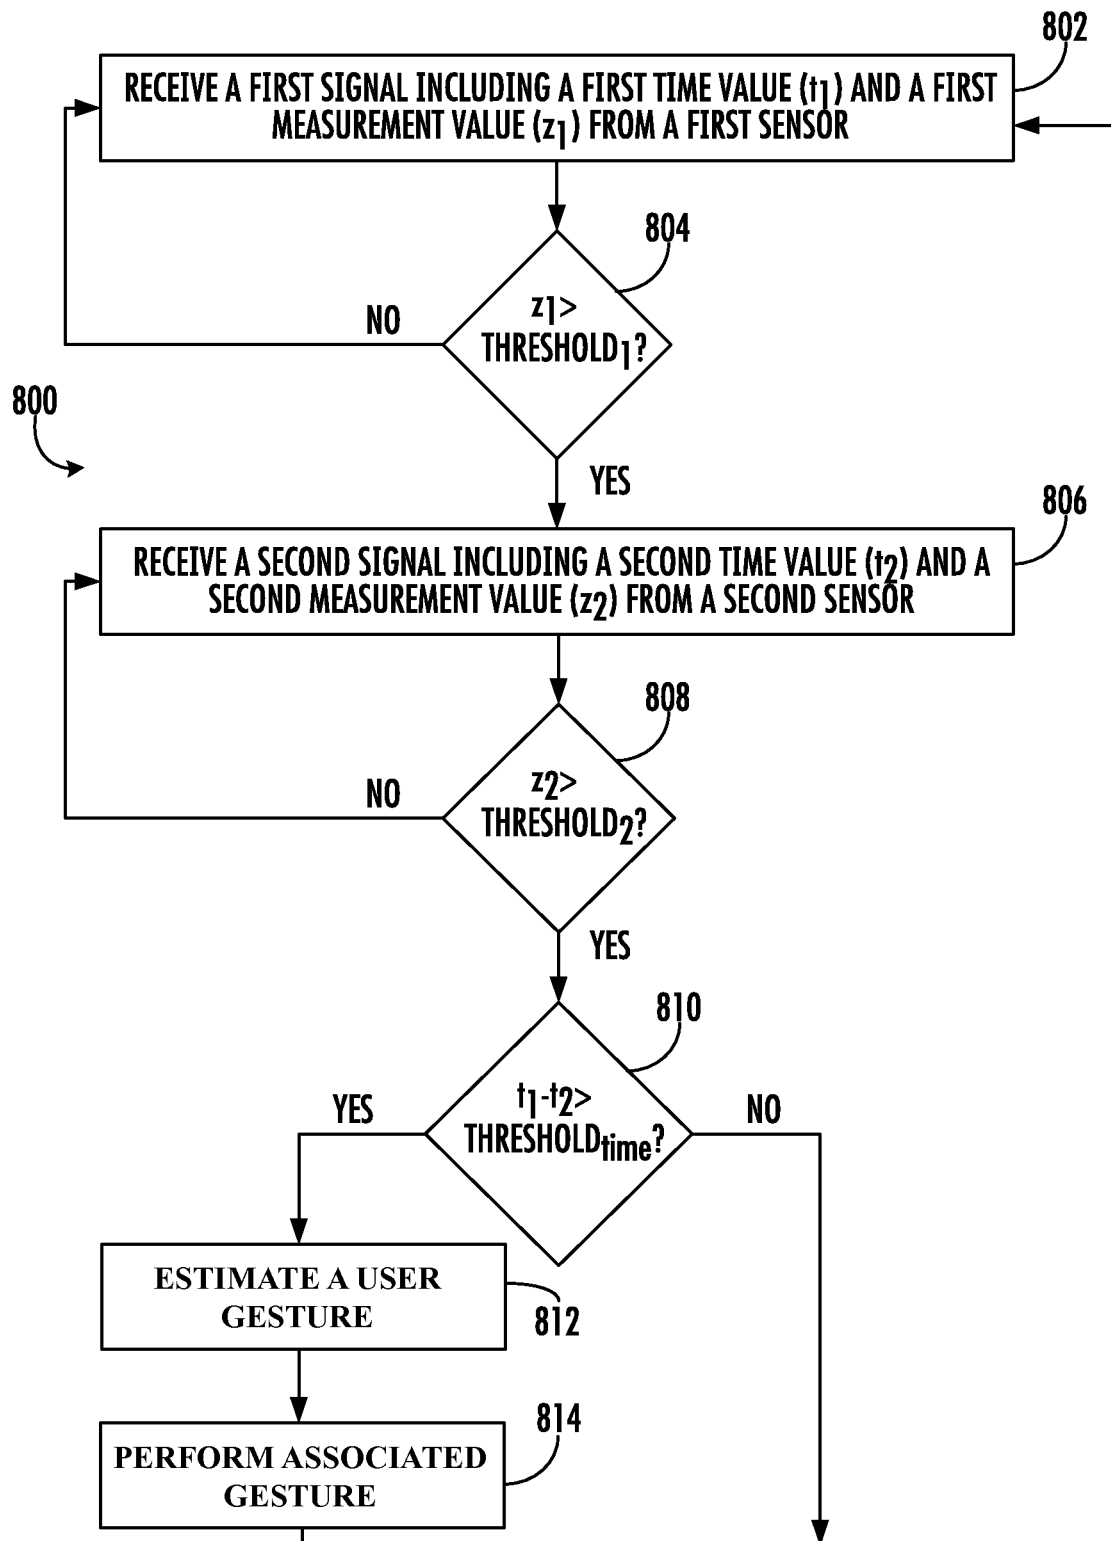 802
RECEIVE A FIRST SIGNAL INCLUDING A FIRST TIME VALUE (t1) AND A FIRST
MEASUREMENT VALUE (z1) FROM A FIRST SENSOR
804
z1>
THRESHOLD1?
NO
800
YES
806
RECEIVE A SECOND SIGNAL INCLUDING A SECOND TIME VALUE (t2) AND A
SECOND MEASUREMENT VALUE (z2) FROM A SECOND SENSOR
808
z2>
THRESHOLD2?
NO
YES
810
t1-t2>
THRESHOLDtime?
YES
NO
ESTIMATE A USER
GESTURE
812
814
PERFORM ASSOCIATED
GESTURE